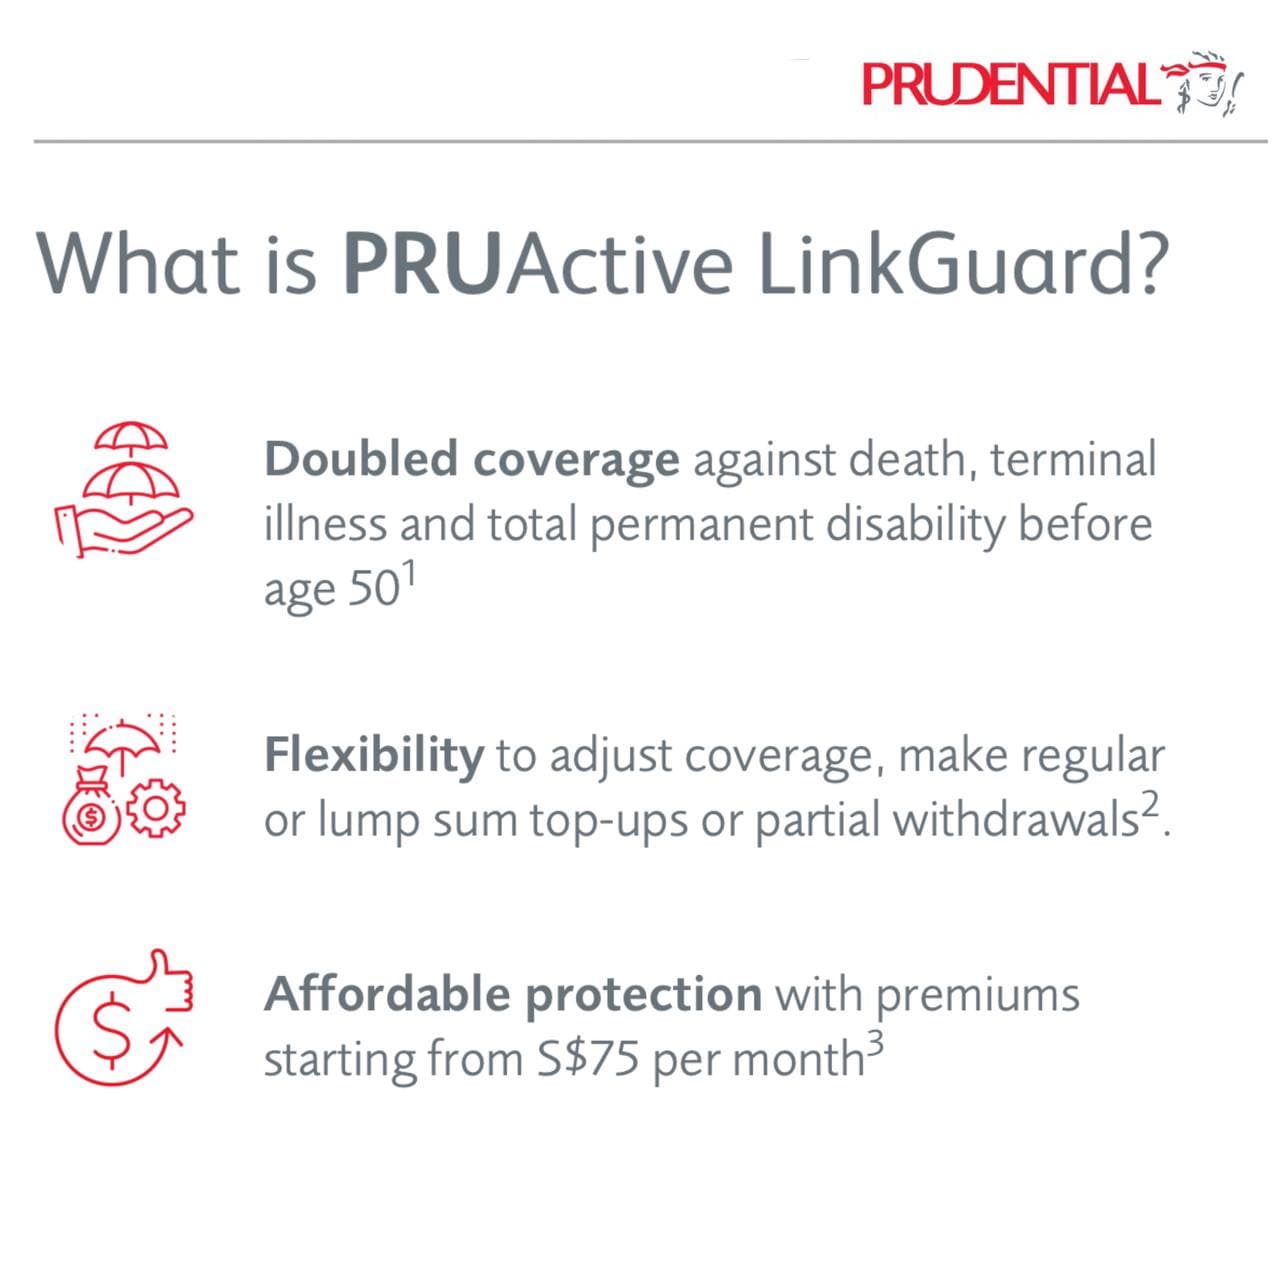 PRUDENTIAL
What is PRUActive LinkGuard?
Doubled coverage against death, terminal
illness and total permanent disability before
age 50¹
Flexibility to adjust coverage, make regular
or lump sum top-ups or partial withdrawals².
Affordable protection with premiums
starting from S$75 per month³